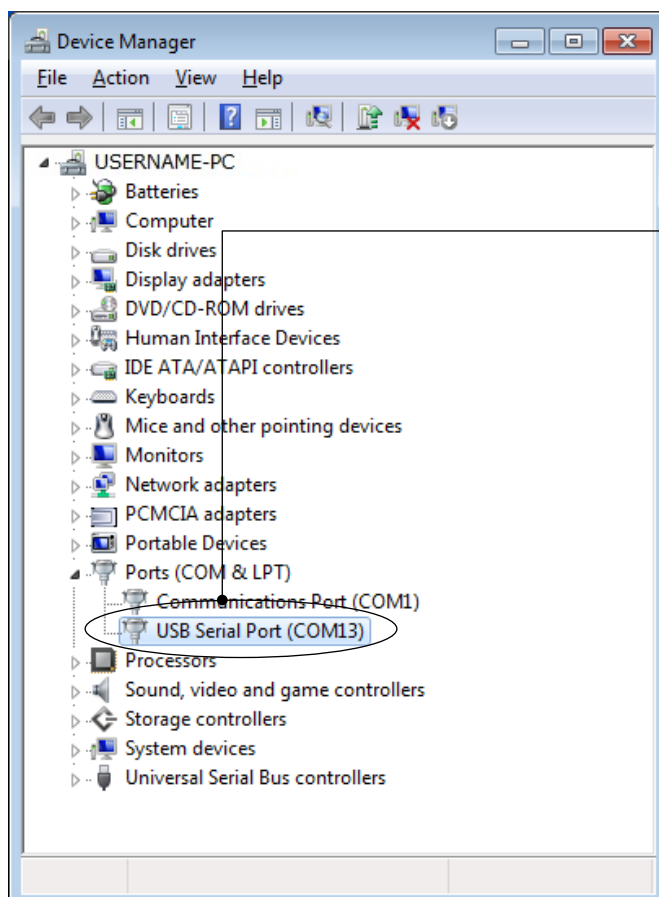 Device Manager
File Action View Help
USERNAME-PC
Batteries
Computer
Disk drives
Display adapters
DVD/CD-ROM drives
Human Interface Devices
IDE ATA/ATAPI controllers
Keyboards
Mice and other pointing devices
Monitors
Network adapters
PCMCIA adapters
Portable Devices
Ports (COM & LPT)
Communications Port (COM1)
USB Serial Port (COM13)
Processors
Sound, video and game controllers
Storage controllers
System devices
Universal Serial Bus controllers